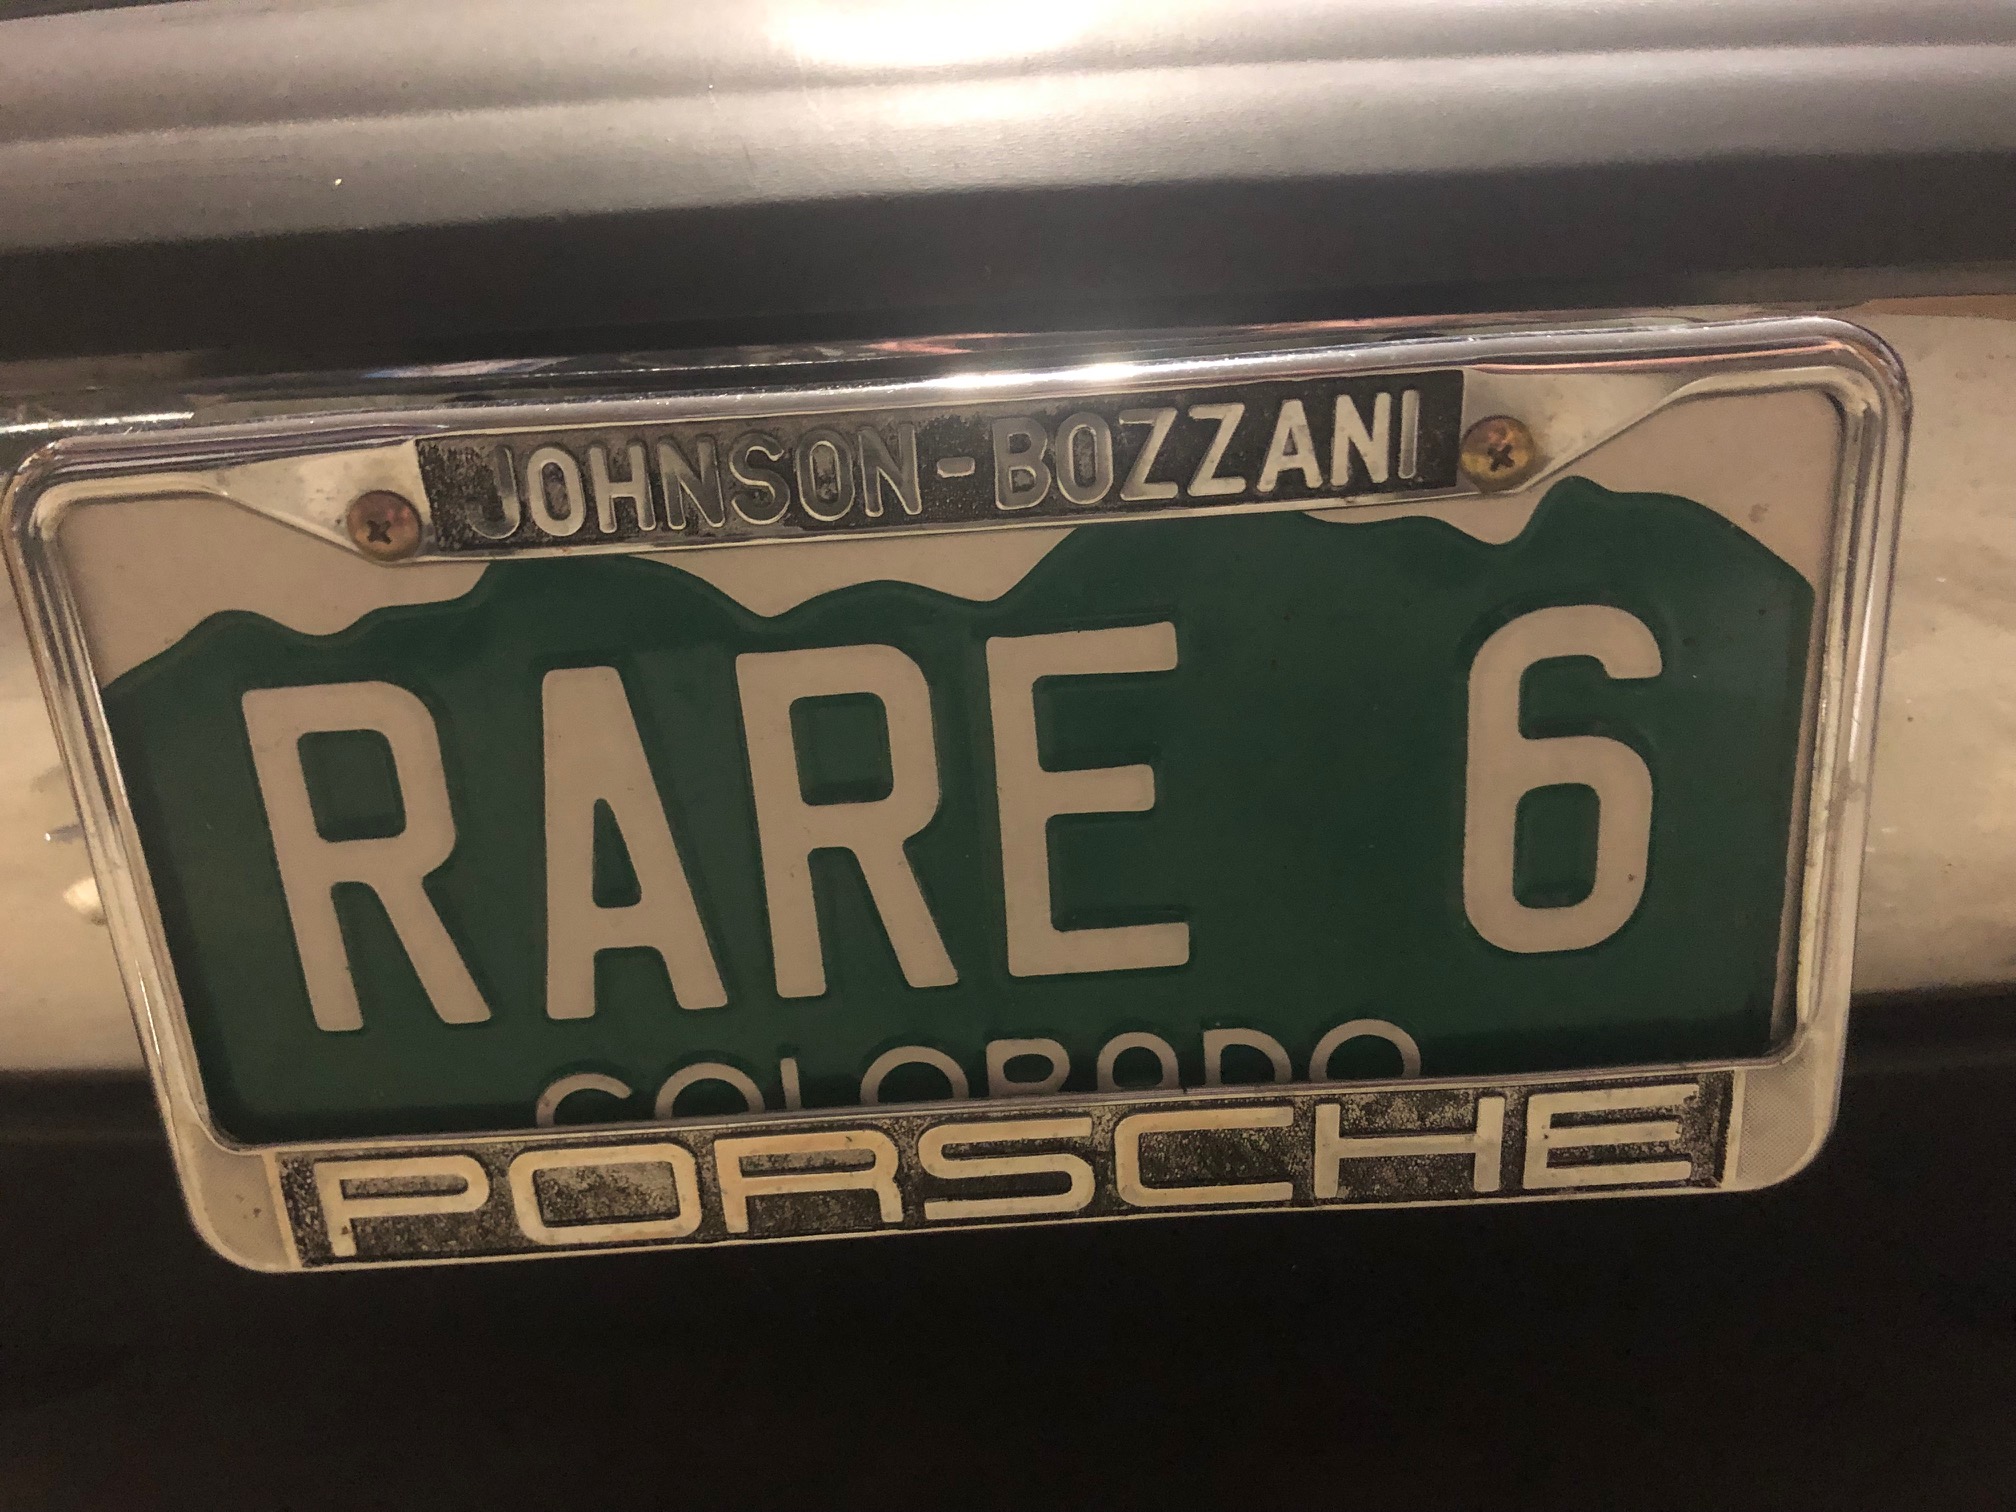 JOHNSON-BOZZANI
RARE 6
COLORADO
PORSCHE